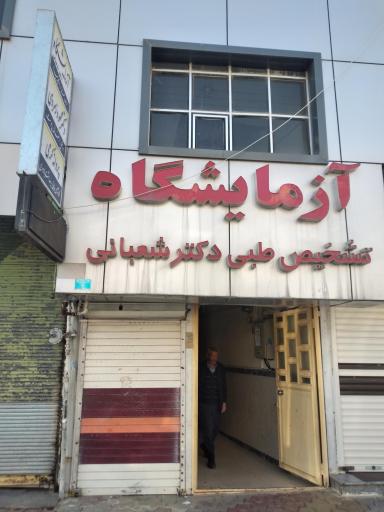 آزمایشگاه
تشخیص طبی دکتر شعبانی